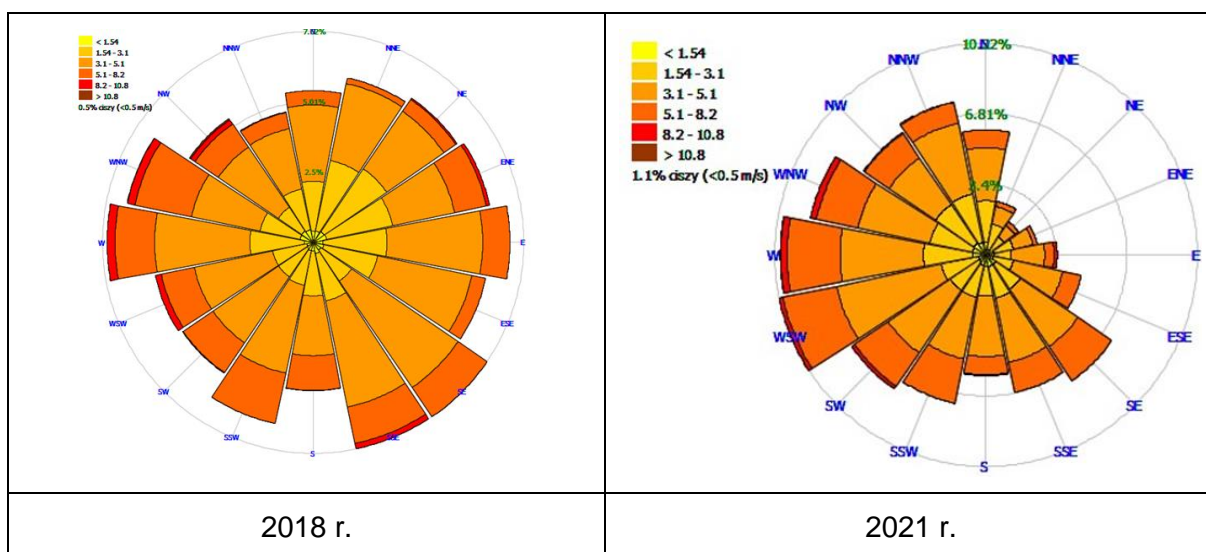 < 1.54
1.54 - 3.1
3.1 - 5.1
5.1 - 8.2
8.2 - 10.8
> 10.8
0.5% ciszy (<0.5 m/s)
NNW
NNE
NW
NE
WNW
ENE
W
E
WSW
ESE
SW
SE
SSW
SSE
S
5.01%
2.5%
< 1.54
1.54 - 3.1
3.1 - 5.1
5.1 - 8.2
8.2 - 10.8
> 10.8
1.1% ciszy (<0.5 m/s)
N
NNW
NNE
NW
NE
WNW
ENE
W
E
WSW
ESE
SW
SE
SSW
SSE
S
6.81%
3.4%
2018 r.
2021 r.